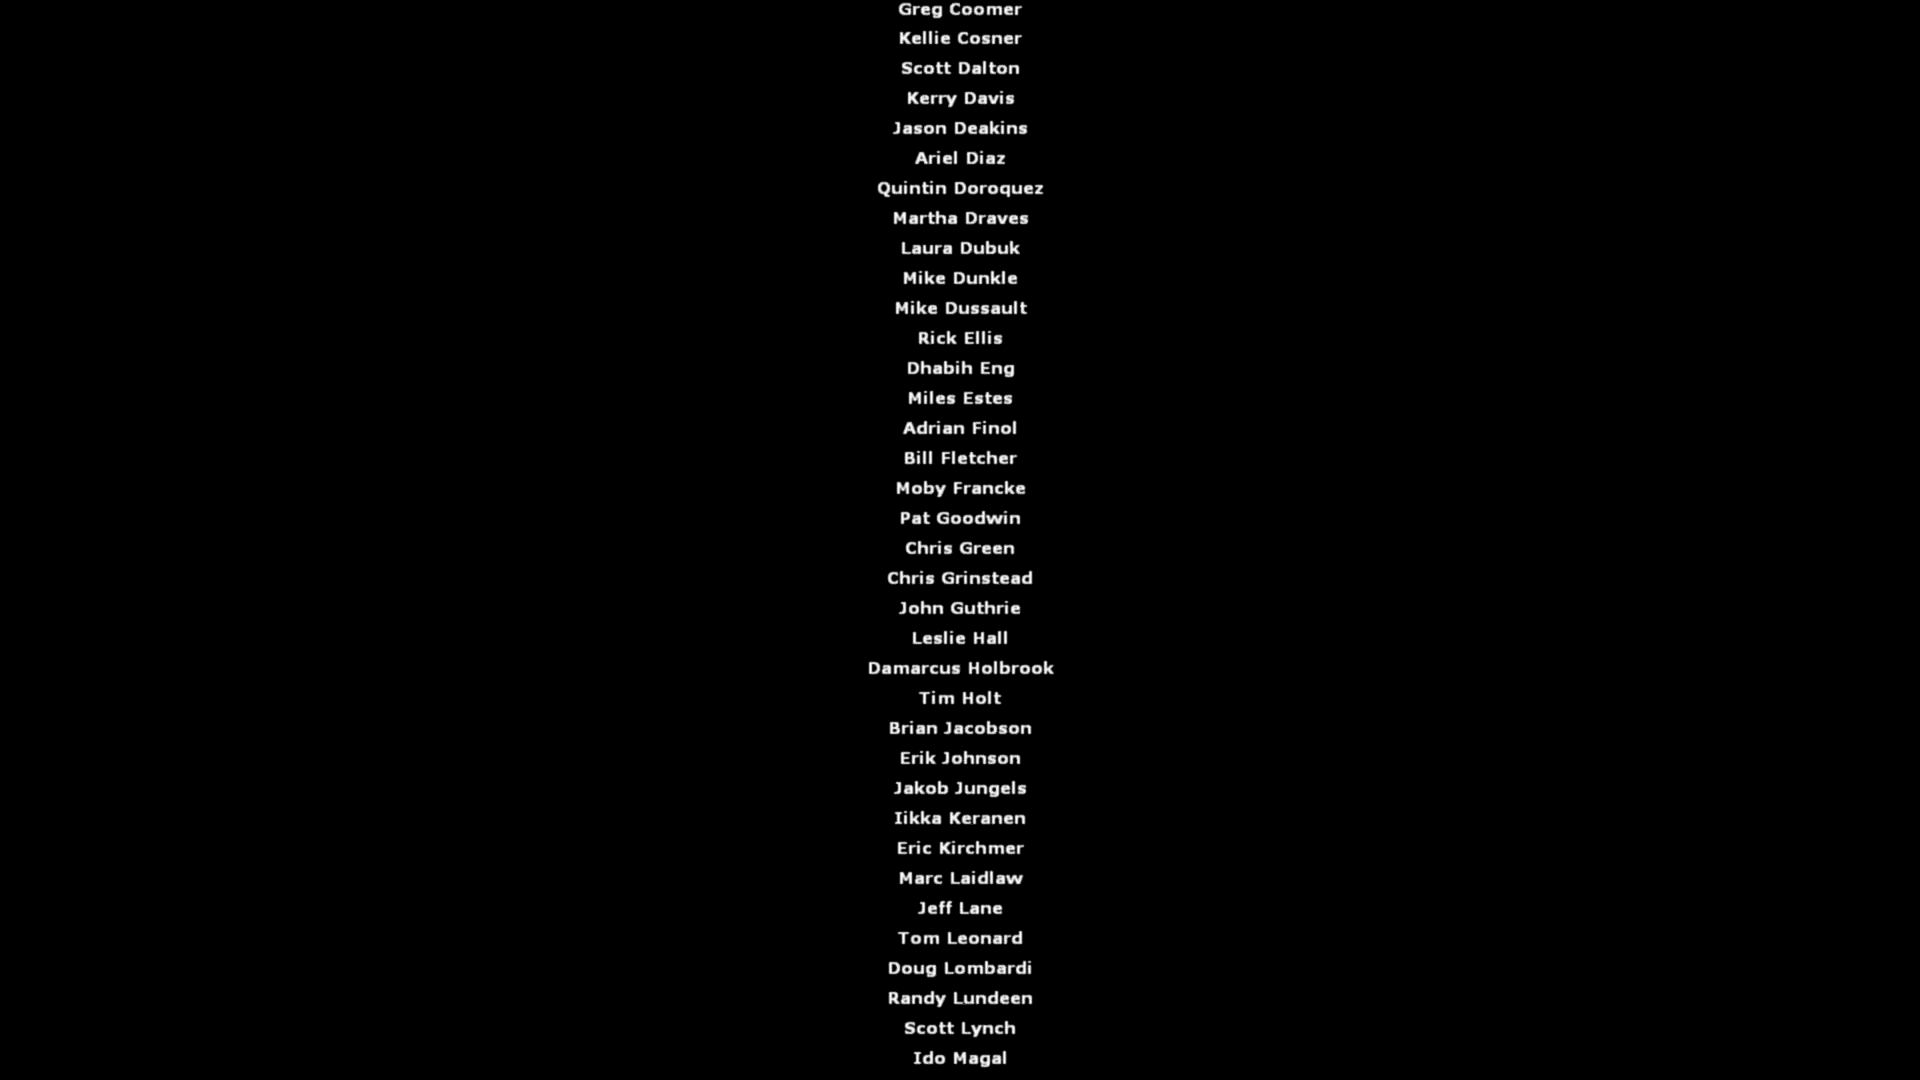 Greg Coomer
Kellie Cosner
Scott Dalton
Kerry Davis
Jason Deakins
Ariel Diaz
Quintin Doroquez
Martha Draves
Laura Dubuk
Mike Dunkle
Mike Dussault
Rick Ellis
Dhabih Eng
Miles Estes
Adrian Finol
Bill Fletcher
Moby Francke
Pat Goodwin
Chris Green
Chris Grinstead
John Guthrie
Leslie Hall
Damarcus Holbrook
Tim Holt
Brian Jacobson
Erik Johnson
Jakob Jungels
Iikka Keranen
Eric Kirchmer
Marc Laidlaw
Jeff Lane
Tom Leonard
Doug Lombardi
Randy Lundeen
Scott Lynch
Ido Magal